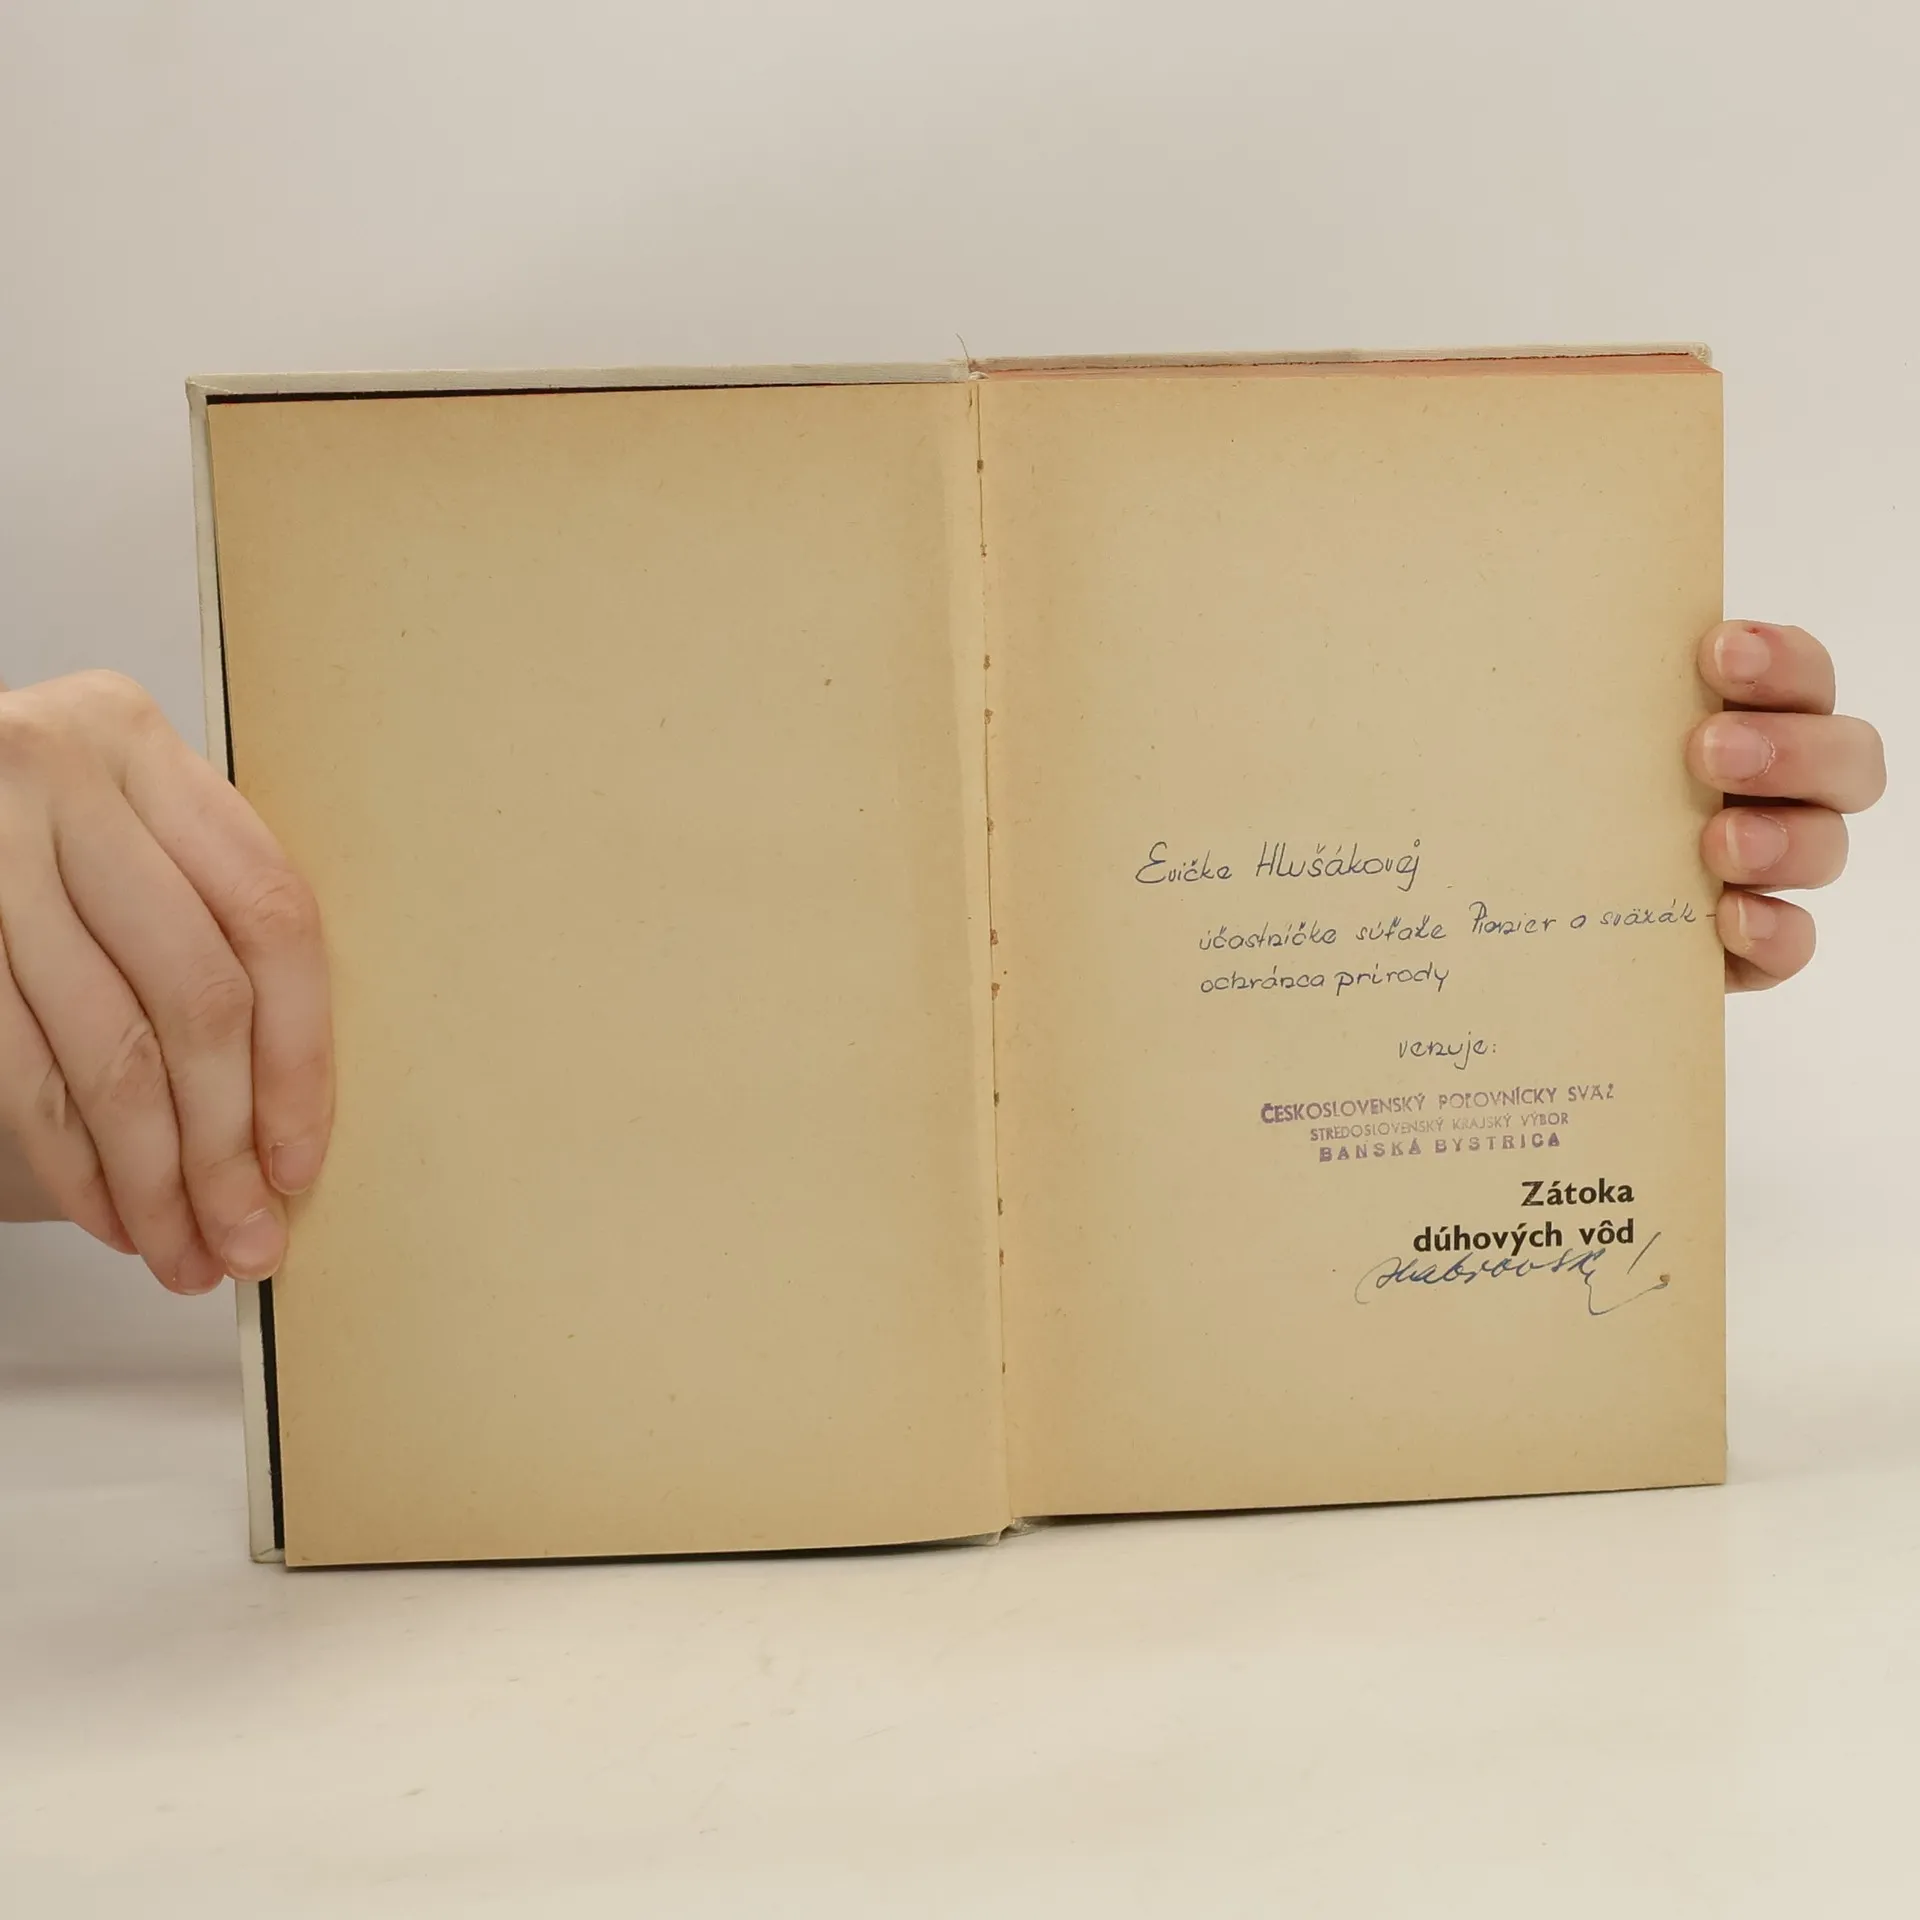 Evičke Hlušákovej
účastníčke súťaže Pionier a sväzák -
ochránca prírody
venuje:
ČESKOSLOVENSKÝ POĽOVNÍCKY SVÄZ
STREDOSLOVENSKÝ KRAJSKÝ VÝBOR
BANSKÁ BYSTRICA
Zátoka
dúhových vôd